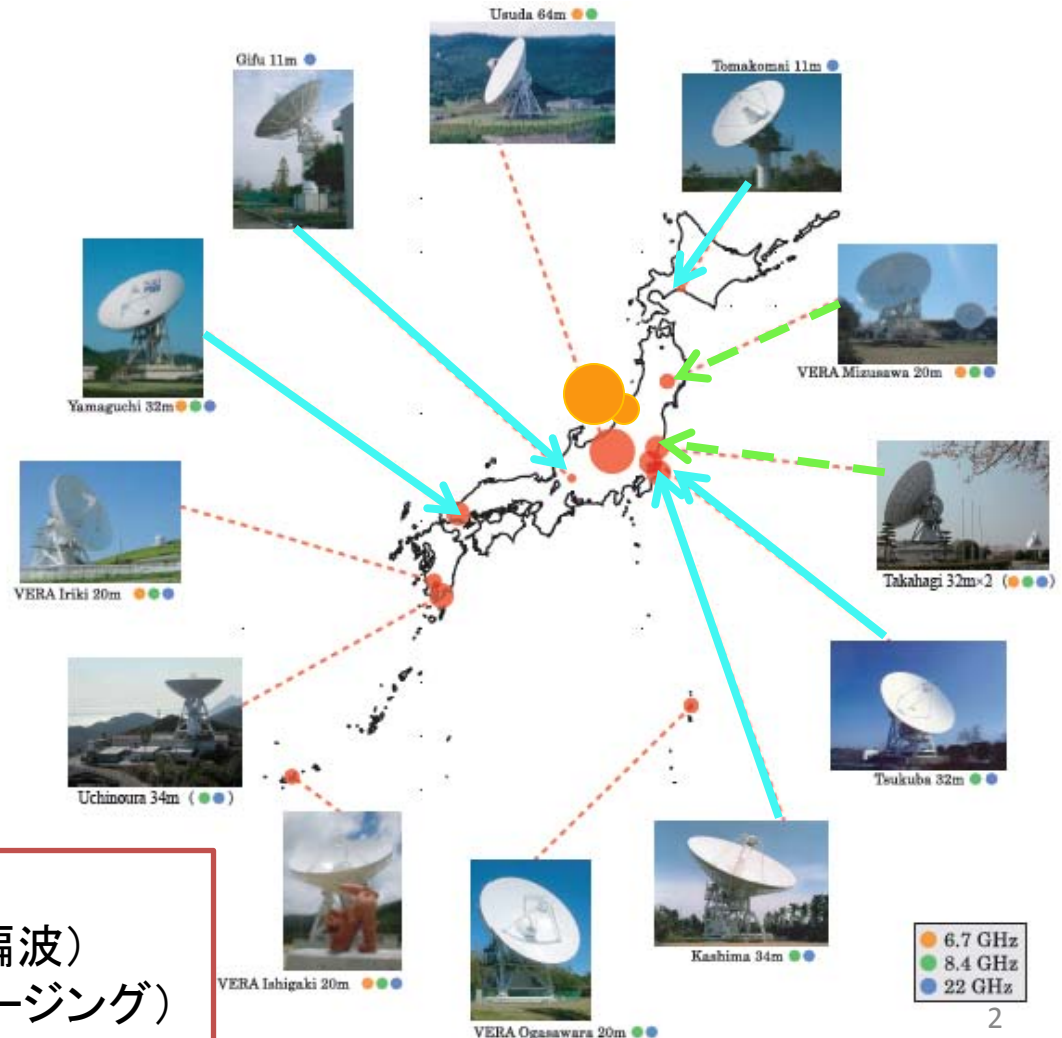 Usuda 64m
Gifu 11m
Tomakomai 11m
VERA Mizusawa 20m
Yamaguchi 32m
Takahagi 32m×2 ( )
VERA Iriki 20m
Tsukuba 32m
Uchinoura 34m ( )
Kashima 34m
VERA Ishigaki 20m
VERA Ogasawara 20m
6.7 GHz
8.4 GHz
22 GHz
波）
ージング）
2